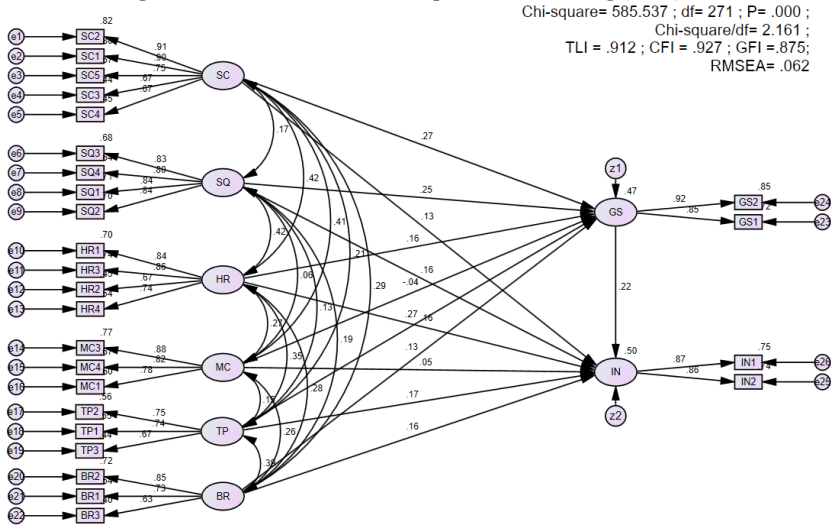 Chi-square= 585.537 ; df= 271 ; P= .000 ;
Chi-square/df= 2.161 ;
TLI = .912 ; CFI = .927 ; GFI =.875;
RMSEA= .062
.82
e1 SC2 .91
e2 SC1 .90
e3 SC5 .75
e4 SC3 .67
e5 SC4 .67
SC
.17
.27
.42
.41
.21
.29
.13
.68
e6 SQ3 .83
e7 SQ4 .80
e8 SQ1 .84
e9 SQ2 .84
SQ
.25
.42
.06
.13
.19
.16
z1
.47
GS
.92 GS2 .85 e24
.85 GS1 e23
.70
e10 HR1 .84
e11 HR3 .86
e12 HR2 .67
e13 HR4 .74
HR
.16
-.04
.27
.16
.13
.27
.35
.28
.22
.77
e14 MC3 .88
e15 MC4 .82
e16 MC1 .78
MC
.05
.15
.26
.50
IN
.87 IN1 .75 e26
.86 IN2 e25
z2
.56
e17 TP2 .75
e18 TP1 .74
e19 TP3 .67
TP
.17
.16
.72
e20 BR2 .85
e21 BR1 .73
e22 BR3 .63
BR